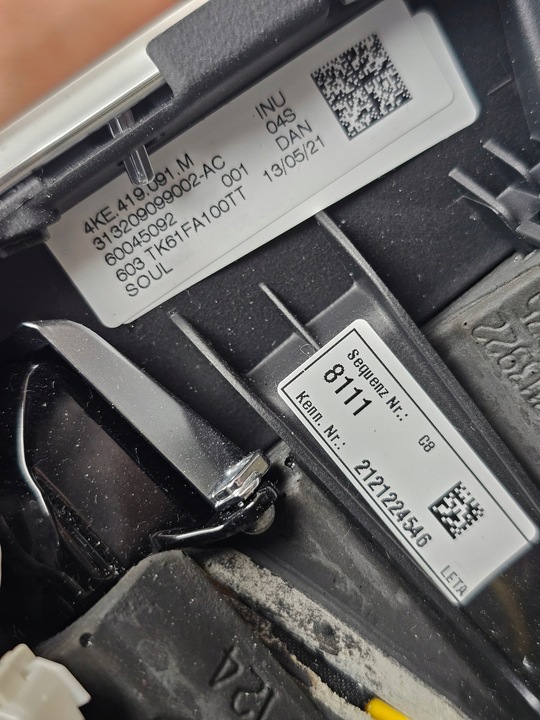 4KE.419.091.M
313209099002-AC
60045092 001
603 TK61FA100TT
SOUL
INU
04S
DAN
13/05/21
Sequenz Nr.:
8111 C8
Kenn. Nr.:
2121224546
LETA